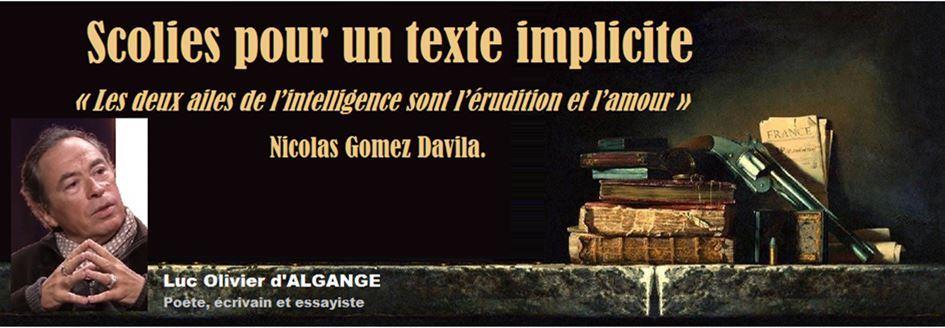 Scolies pour un texte implicite
« Les deux ailes de l'intelligence sont l'érudition et l'amour »
Nicolas Gomez Davila.
FRANCE
Luc Olivier d'ALGANGE
Poète, écrivain et essayiste